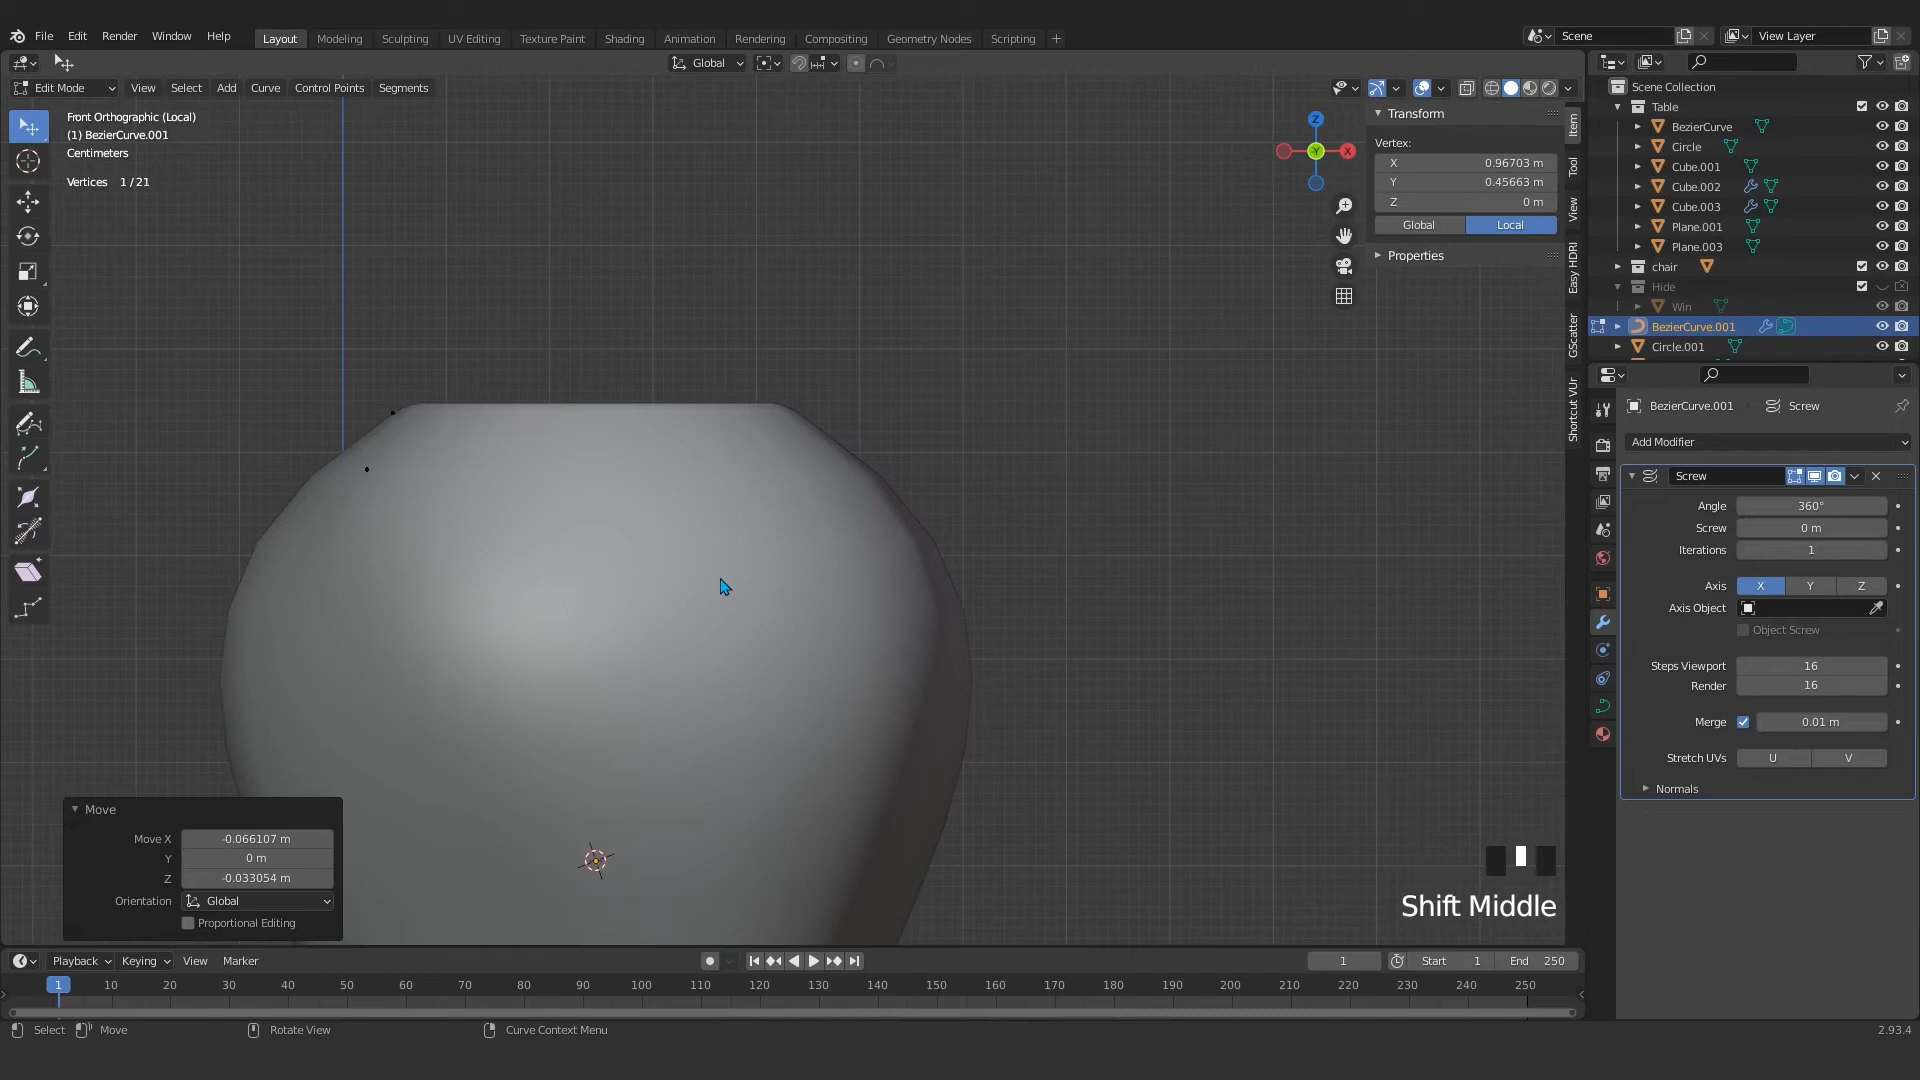 File Edit Render Window Help Layout Modeling Sculpting UV Editing Texture Paint Shading Animation Rendering Compositing Geometry Nodes Scripting Scene View Layer
Global
Edit Mode View Select Add Curve Control Points Segments
Front Orthographic (Local)
(1) BezierCurve.001
Centimeters
Vertices 1 / 21
Z
Y
X
Transform
Vertex:
X 0.96703 m
Y 0.45663 m
Z 0 m
Global Local
Properties
Item
Tool
View
Easy HDRI
GScatter
Shortcut VUr
Scene Collection
Table
BezierCurve
Circle
Cube.001
Cube.002
Cube.003
Plane.001
Plane.003
chair
Hide
Win
BezierCurve.001
Circle.001
BezierCurve.001 Screw
Add Modifier
Screw
Angle 360°
Screw 0 m
Iterations 1
Axis X Y Z
Axis Object
Object Screw
Steps Viewport 16
Render 16
Merge 0.01 m
Stretch UVs U V
Normals
Move
Move X -0.066107 m
Y 0 m
Z -0.033054 m
Orientation Global
Proportional Editing
Shift Middle
Playback Keying View Marker 1 Start 1 End 250
1 10 20 30 40 50 60 70 80 90 100 110 120 130 140 150 160 170 180 190 200 210 220 230 240 250
Select Move Rotate View Curve Context Menu 2.93.4